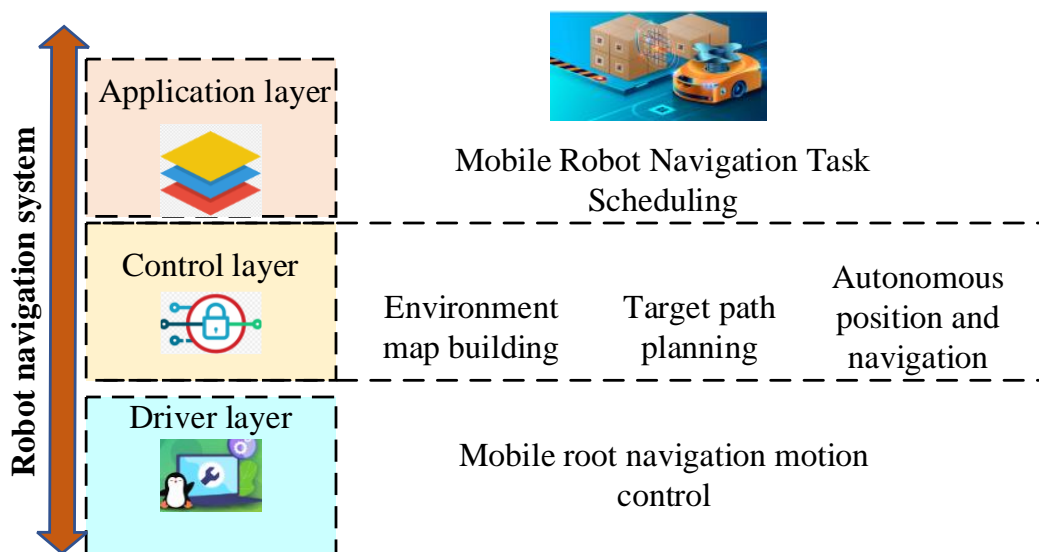 Robot navigation system
Application layer
Mobile Robot Navigation Task
Scheduling
Control layer
Environment
map building
Target path
planning
Autonomous
position and
navigation
Driver layer
Mobile root navigation motion
control